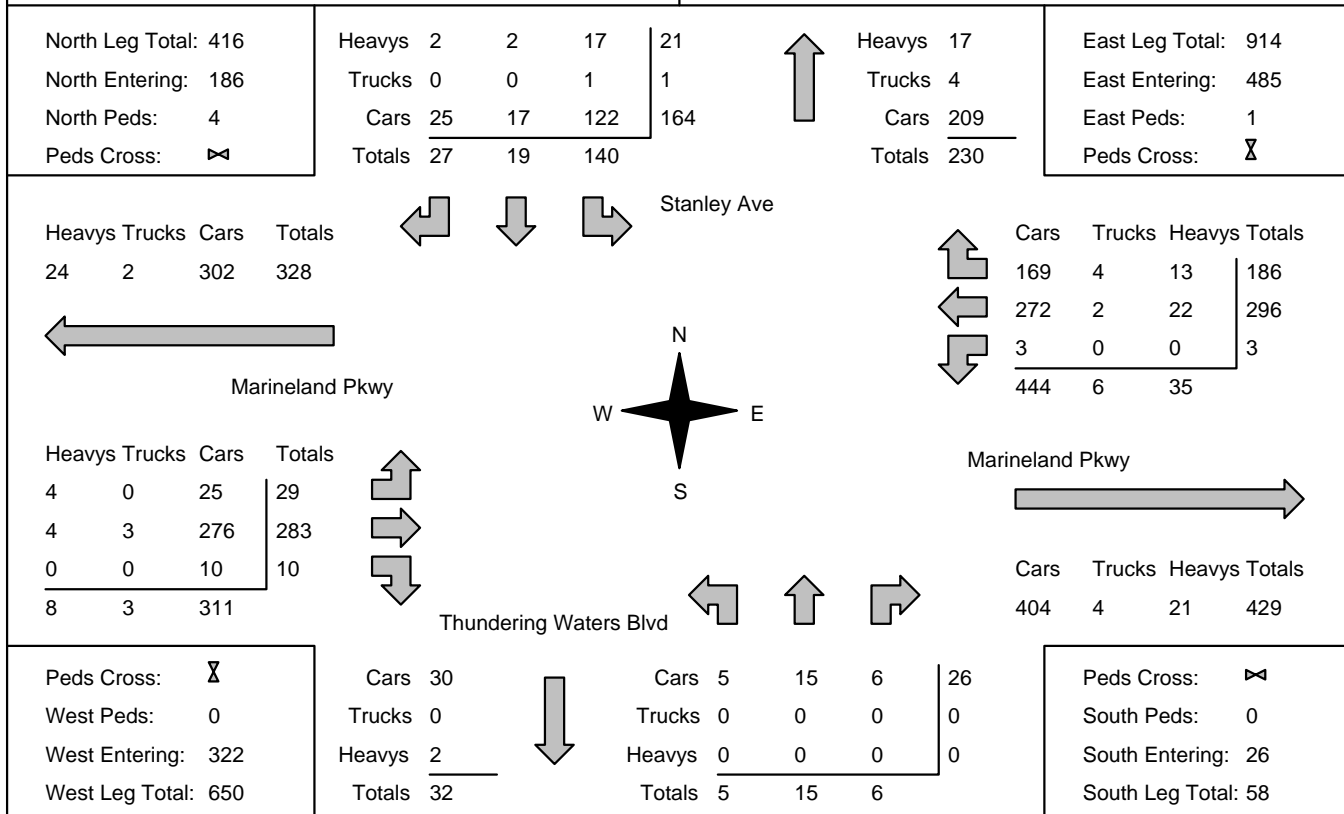 North Leg Total: 416
North Entering: 186
North Peds: 4
Peds Cross:
Heavys 2 2 17 21
Trucks 0 0 1 1
Cars 25 17 122 164
Totals 27 19 140
Heavys 17
Trucks 4
Cars 209
Totals 230
East Leg Total: 914
East Entering: 485
East Peds: 1
Peds Cross:
Stanley Ave
Heavys Trucks Cars Totals
24 2 302 328
Cars Trucks Heavys Totals
169 4 13 186
272 2 22 296
3 0 0 3
444 6 35
Marineland Pkwy
N
W E
S
Heavys Trucks Cars Totals
4 0 25 29
4 3 276 283
0 0 10 10
8 3 311
Marineland Pkwy
Cars Trucks Heavys Totals
404 4 21 429
Thundering Waters Blvd
Peds Cross:
West Peds: 0
West Entering: 322
West Leg Total: 650
Cars 30
Trucks 0
Heavys 2
Totals 32
Cars 5 15 6 26
Trucks 0 0 0 0
Heavys 0 0 0 0
Totals 5 15 6
Peds Cross:
South Peds: 0
South Entering: 26
South Leg Total: 58